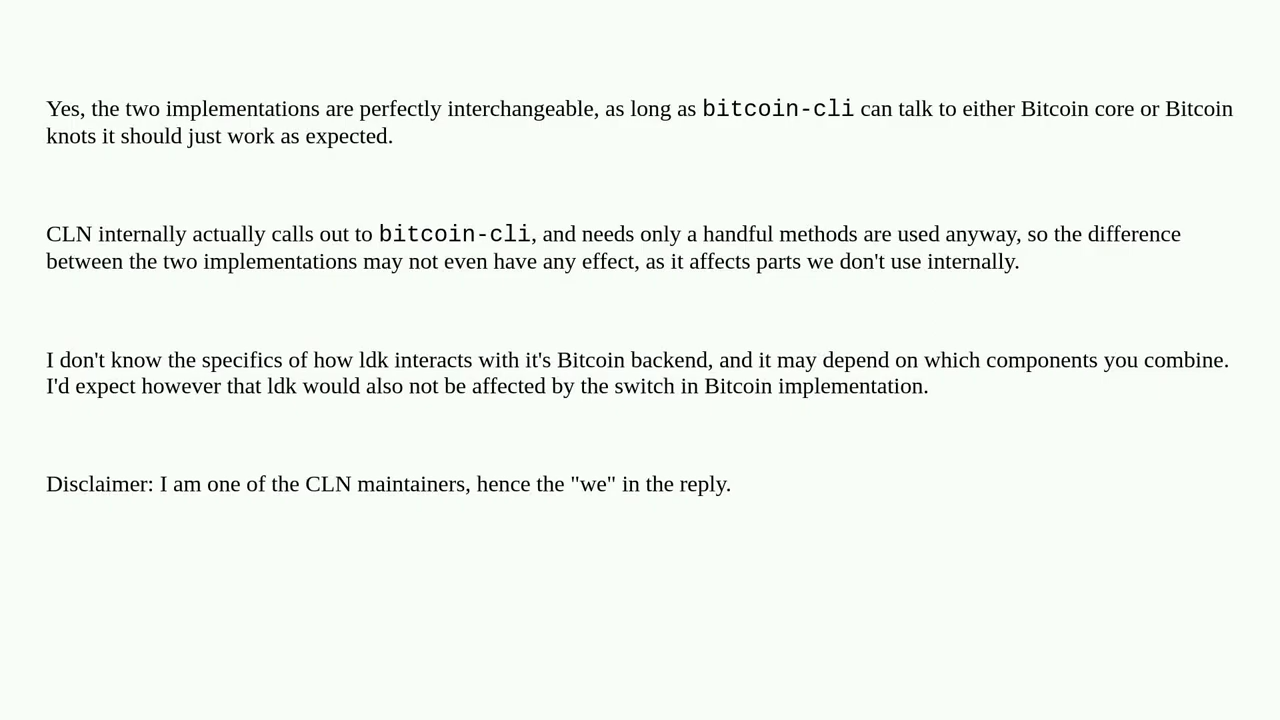 Yes, the two implementations are perfectly interchangeable, as long as bitcoin-cli can talk to either Bitcoin core or Bitcoin
knots it should just work as expected.
CLN internally actually calls out to bitcoin-cli, and needs only a handful methods are used anyway, so the difference
between the two implementations may not even have any effect, as it affects parts we don't use internally.
I don't know the specifics of how ldk interacts with it's Bitcoin backend, and it may depend on which components you combine.
I'd expect however that ldk would also not be affected by the switch in Bitcoin implementation.
Disclaimer: I am one of the CLN maintainers, hence the "we" in the reply.